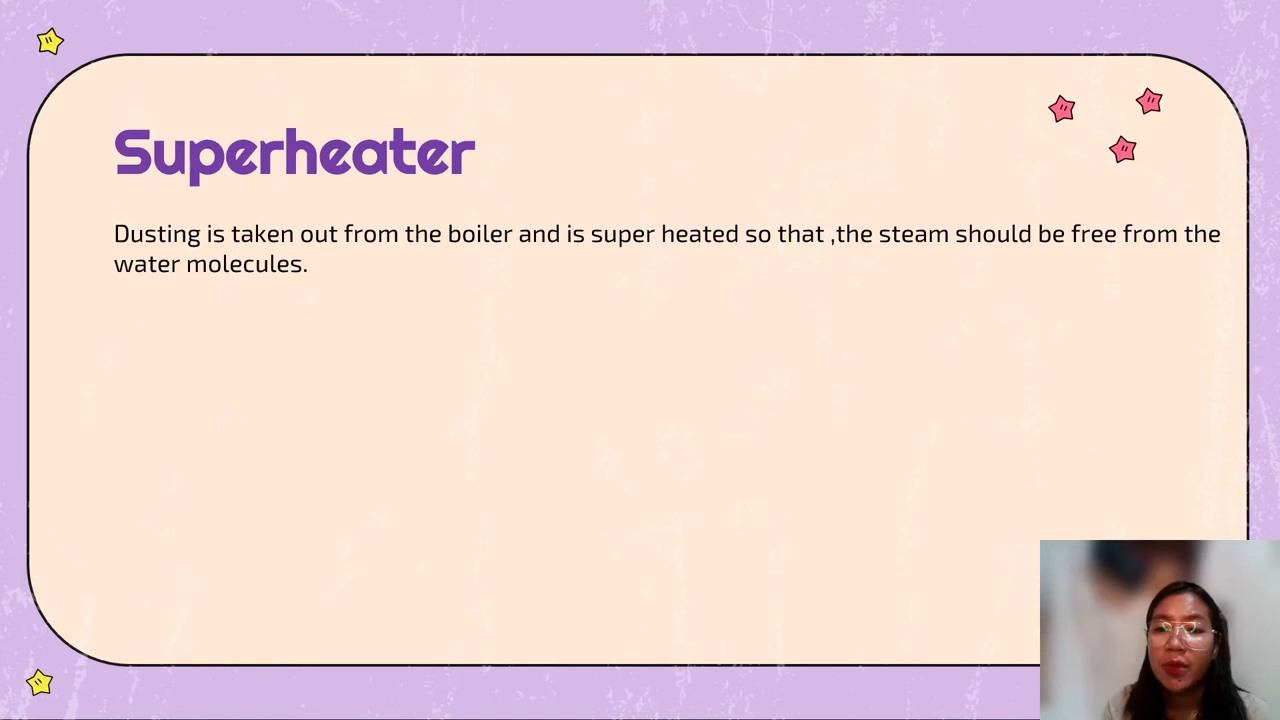 Superheater
Dusting is taken out from the boiler and is super heated so that ,the steam should be free from the
water molecules.